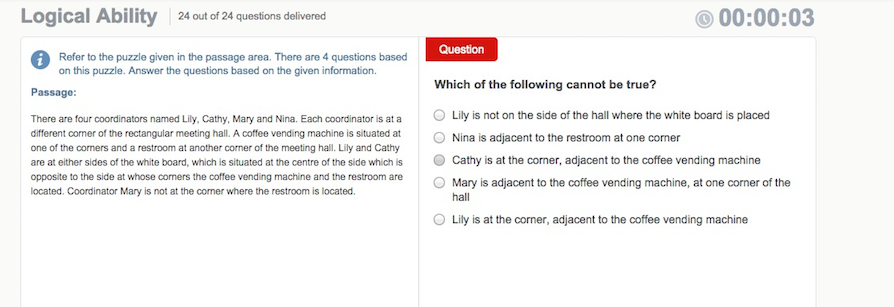 Logical Ability 24 out of 24 questions delivered 00:00:03
Refer to the puzzle given in the passage area. There are 4 questions based
on this puzzle. Answer the questions based on the given information.
Passage:
There are four coordinators named Lily, Cathy, Mary and Nina. Each coordinator is at a
different corner of the rectangular meeting hall. A coffee vending machine is situated at
one of the corners and a restroom at another corner of the meeting hall. Lily and Cathy
are at either sides of the white board, which is situated at the centre of the side which is
opposite to the side at whose corners the coffee vending machine and the restroom are
located. Coordinator Mary is not at the corner where the restroom is located.
Question
Which of the following cannot be true?
Lily is not on the side of the hall where the white board is placed
Nina is adjacent to the restroom at one corner
Cathy is at the corner, adjacent to the coffee vending machine
Mary is adjacent to the coffee vending machine, at one corner of the
hall
Lily is at the corner, adjacent to the coffee vending machine